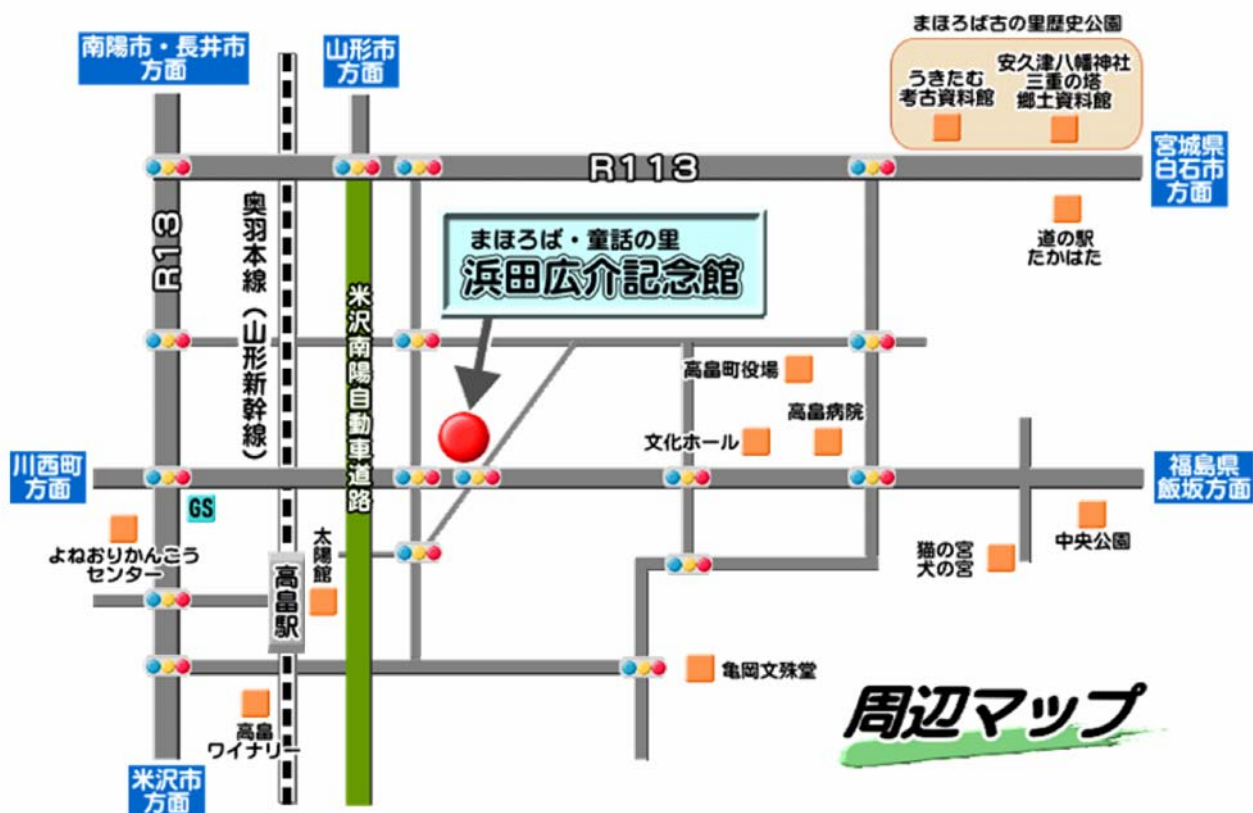 まほろば古の里歴史公園
南陽市・長井市
方面
山形市
方面
うきたむ
考古資料館
安久津八幡神社
三重の塔
郷土資料館
R113
宮城県
白石市
方面
R13
奥羽本線(山形新幹線)
米沢南陽自動車道路
まほろば・童話の里
浜田広介記念館
道の駅
たかはた
高畠町役場
高畠病院
文化ホール
川西町
方面
福島県
飯坂方面
GS
よねおりかんこう
センター
太陽館
高畠駅
猫の宮
犬の宮
中央公園
亀岡文殊堂
高畠
ワイナリー
周辺マップ
米沢市
方面